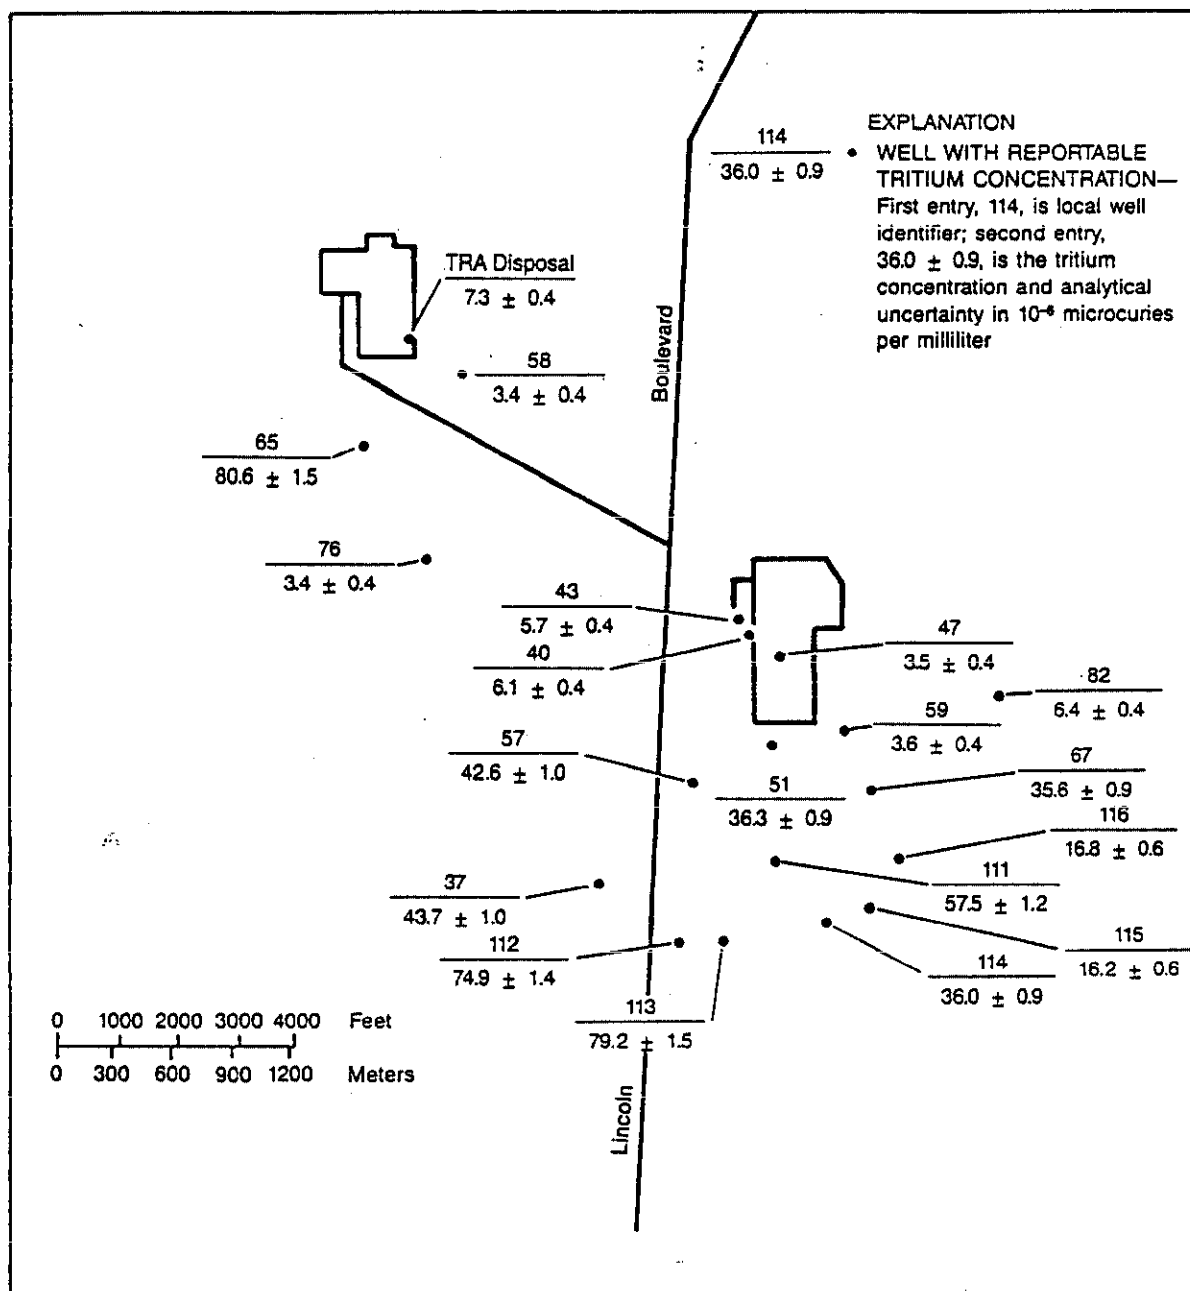 EXPLANATION
114
36.0 ± 0.9
WELL WITH REPORTABLE
TRITIUM CONCENTRATION—
First entry, 114, is local well
identifier; second entry,
36.0 ± 0.9, is the tritium
concentration and analytical
uncertainty in 10⁻⁶ microcuries
per milliliter
TRA Disposal
7.3 ± 0.4
Boulevard
58
3.4 ± 0.4
65
80.6 ± 1.5
76
3.4 ± 0.4
43
5.7 ± 0.4
47
3.5 ± 0.4
40
6.1 ± 0.4
82
6.4 ± 0.4
59
3.6 ± 0.4
57
42.6 ± 1.0
67
35.6 ± 0.9
51
36.3 ± 0.9
116
16.8 ± 0.6
111
57.5 ± 1.2
37
43.7 ± 1.0
115
16.2 ± 0.6
112
74.9 ± 1.4
114
36.0 ± 0.9
113
79.2 ± 1.5
0 1000 2000 3000 4000 Feet
0 300 600 900 1200 Meters
Lincoln